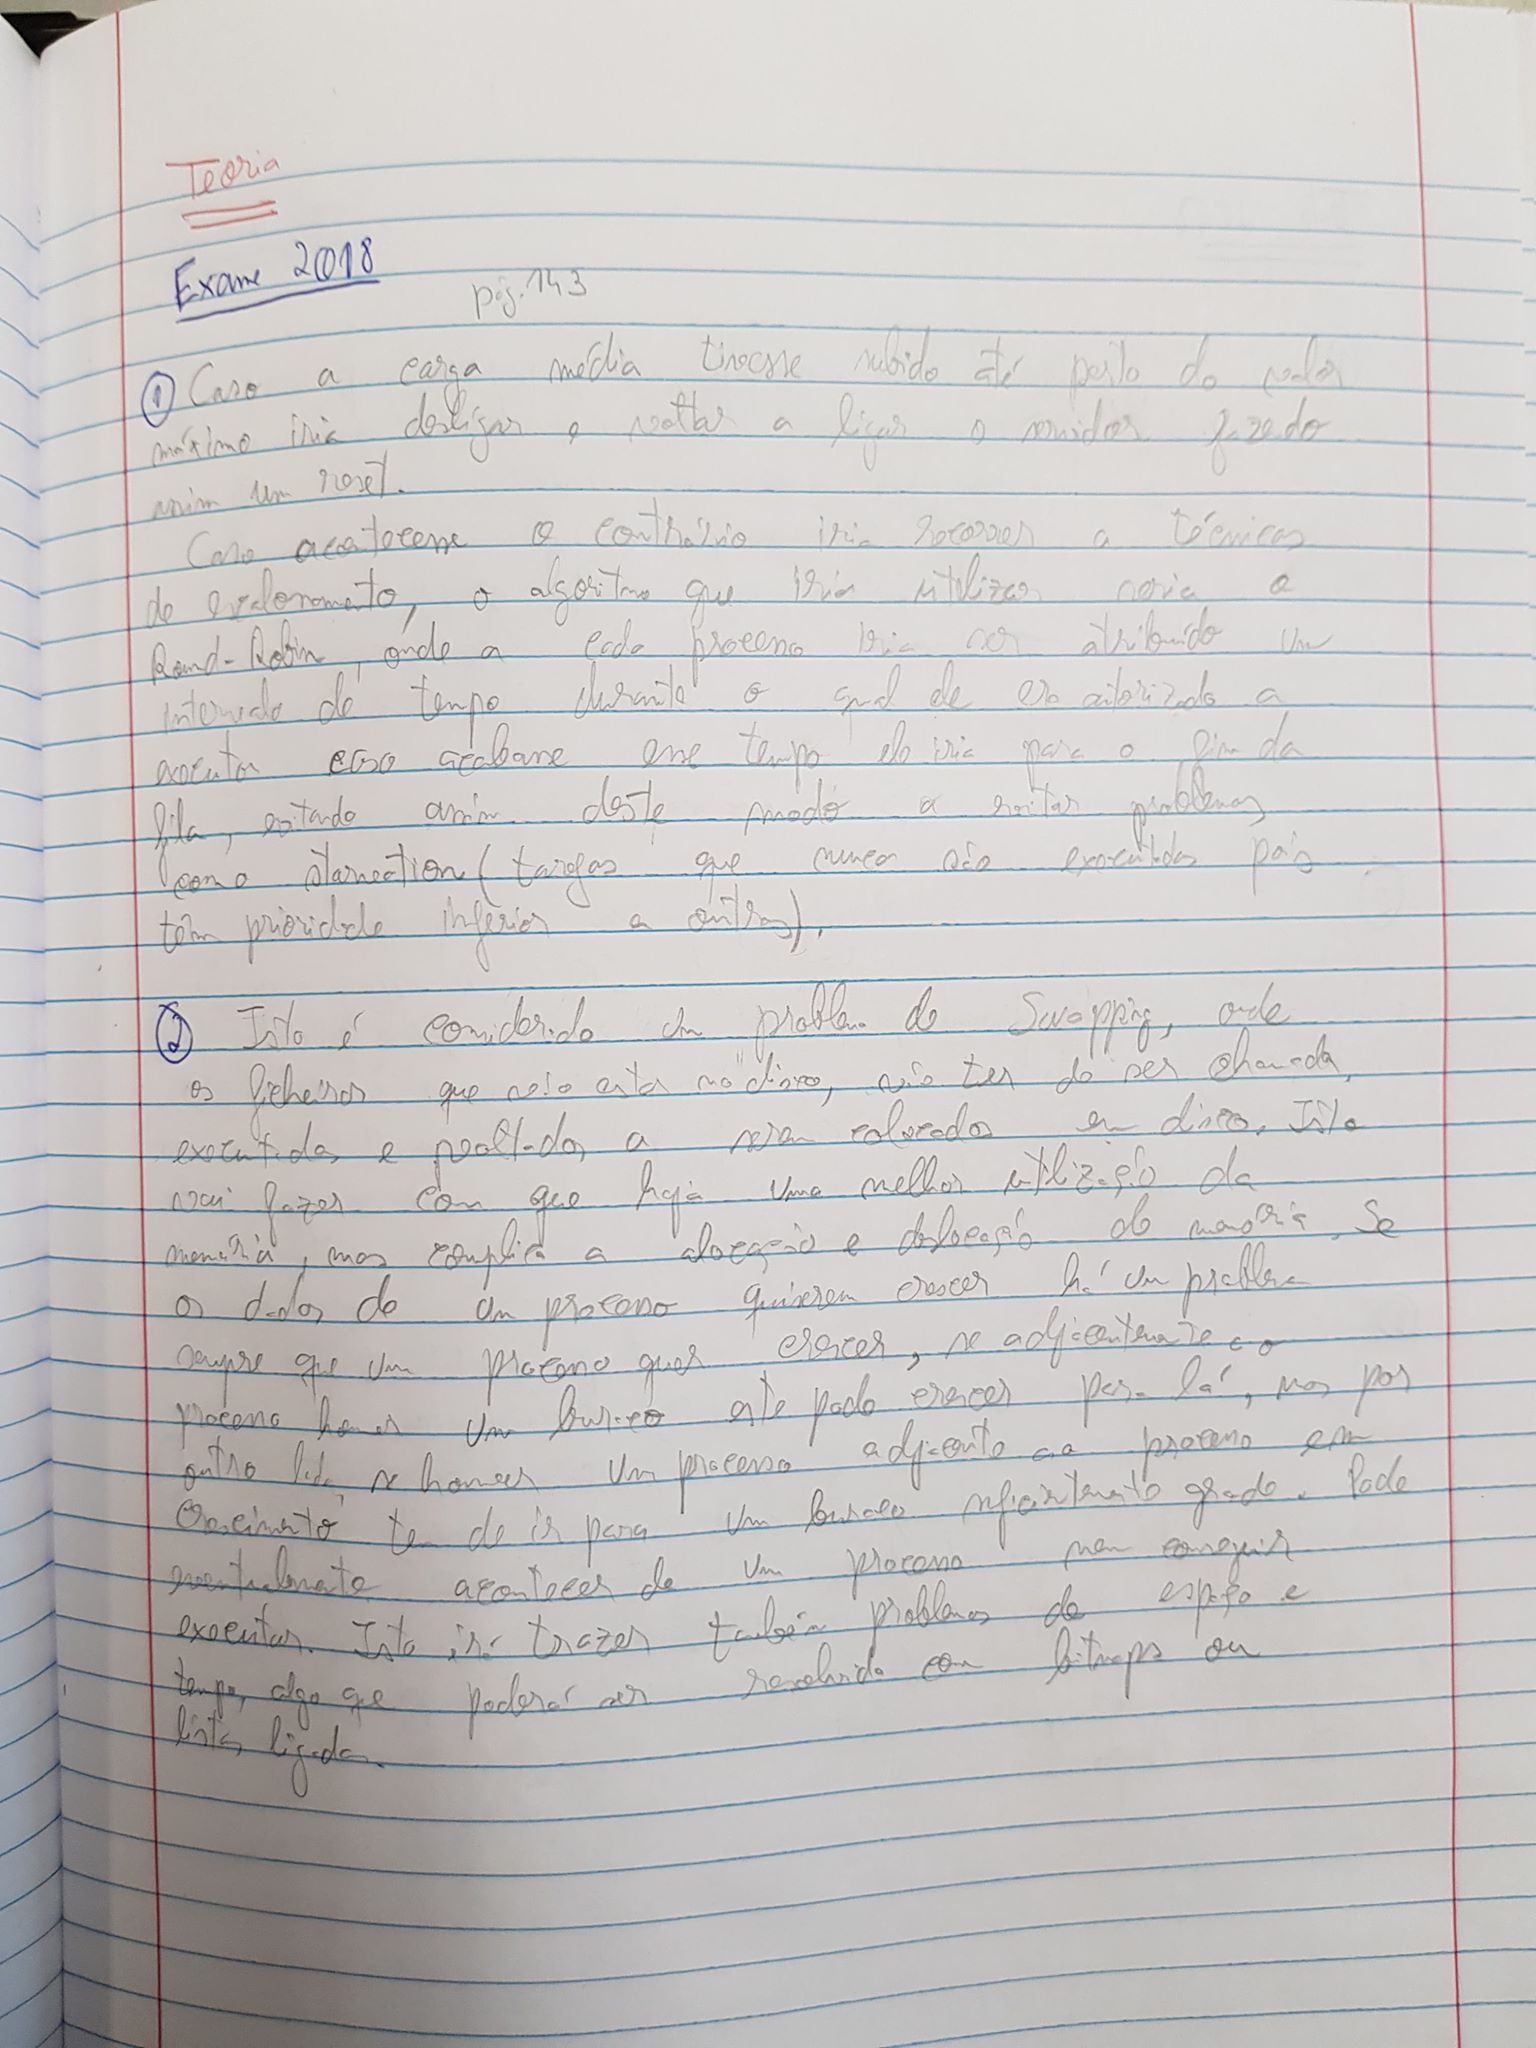 Teoria
Exame 2018
pág. 143
① Caso a carga média tivesse subido até perto do valor
máximo iria desligar e voltar a ligar o servidor fazedo
assim um reset.
Caso acontecesse o contrário iria recorrer a técnicas
de escalonamento, o algoritmo que iria utilizar seria o
Round-Robin, onde a cada processo iria ser atribuído um
intervalo de tempo durante o qual ele era autorizado a
executar caso acabasse esse tempo ele iria para o fim da
fila, evitando assim deste modo a evitar problemas
como starvation (tarefas que nunca são executadas pois
têm prioridade inferior a outras).
② Isto é considerado um problema de Swapping, onde
os ficheiros que vão estar no "disco, vão ter de ser chamada,
executados e voltados a serem colocados em disco. Isto
vai fazer com que haja uma melhor utilização da
memória, mas complica a alocação e deslocação de memória. Se
os dados de um processo quiserem crescer há um problema
sempre que um processo quer crescer, se adjacentemente ao
processo houver um buraco este pode crescer para lá, mas por
outro lado, se houver um processo adjacente ao processo em
crescimento tem de ir para um buraco suficientemente grade. Pode
eventualmente acontecer de um processo nem conseguir
executar. Isto irá trazer também problemas de espaço e
tempo, algo que poderá ser resolvido com bitmaps ou
listas ligadas.